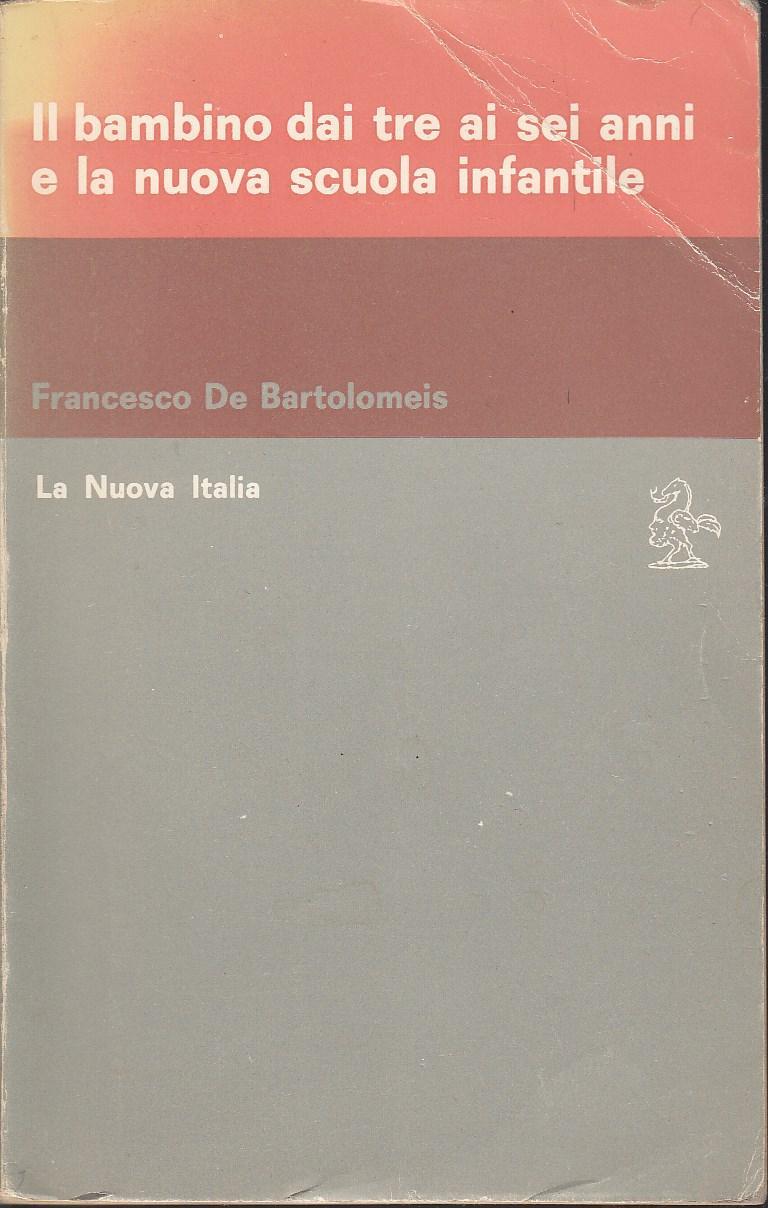 Il bambino dai tre ai sei anni
e la nuova scuola infantile
Francesco De Bartolomeis
La Nuova Italia